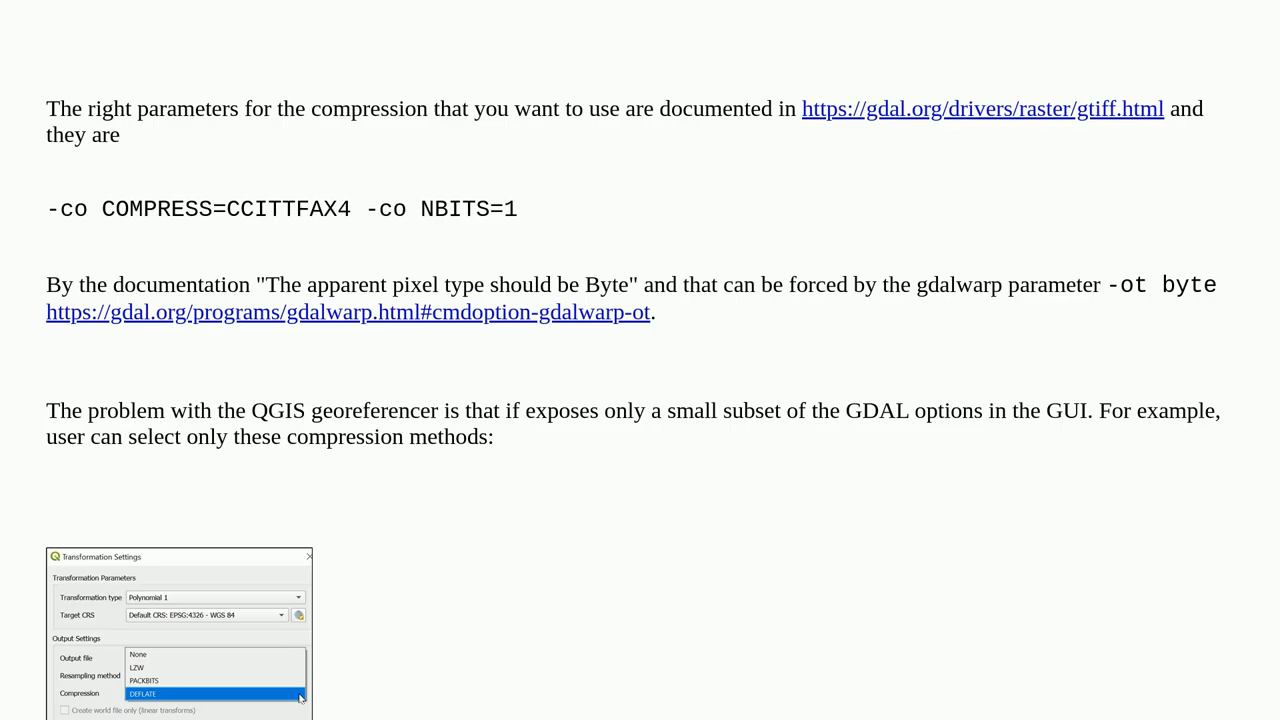 The right parameters for the compression that you want to use are documented in https://gdal.org/drivers/raster/gtiff.html and
they are
-co COMPRESS=CCITTFAX4 -co NBITS=1
By the documentation "The apparent pixel type should be Byte" and that can be forced by the gdalwarp parameter -ot byte
https://gdal.org/programs/gdalwarp.html#cmdoption-gdalwarp-ot.
The problem with the QGIS georeferencer is that if exposes only a small subset of the GDAL options in the GUI. For example,
user can select only these compression methods:
Transformation Settings
Transformation Parameters
Transformation type Polynomial 1
Target CRS Default CRS: EPSG:4326 - WGS 84
Output Settings
None
Output file
LZW
Resampling method PACKBITS
Compression DEFLATE
Create world file only (linear transforms)